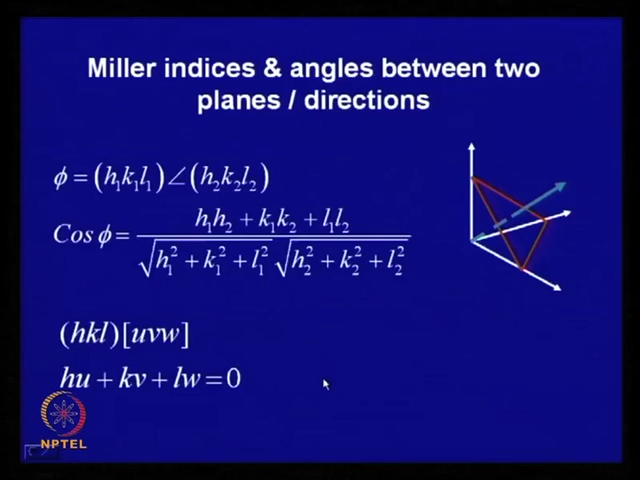 Miller indices & angles between two
planes / directions
ϕ = (h₁k₁l₁)∠(h₂k₂l₂)
Cos ϕ = (h₁h₂ + k₁k₂ + l₁l₂) / (√(h₁² + k₁² + l₁²) √(h₂² + k₂² + l₂²))
(hkl)[uvw]
hu + kv + lw = 0
NPTEL